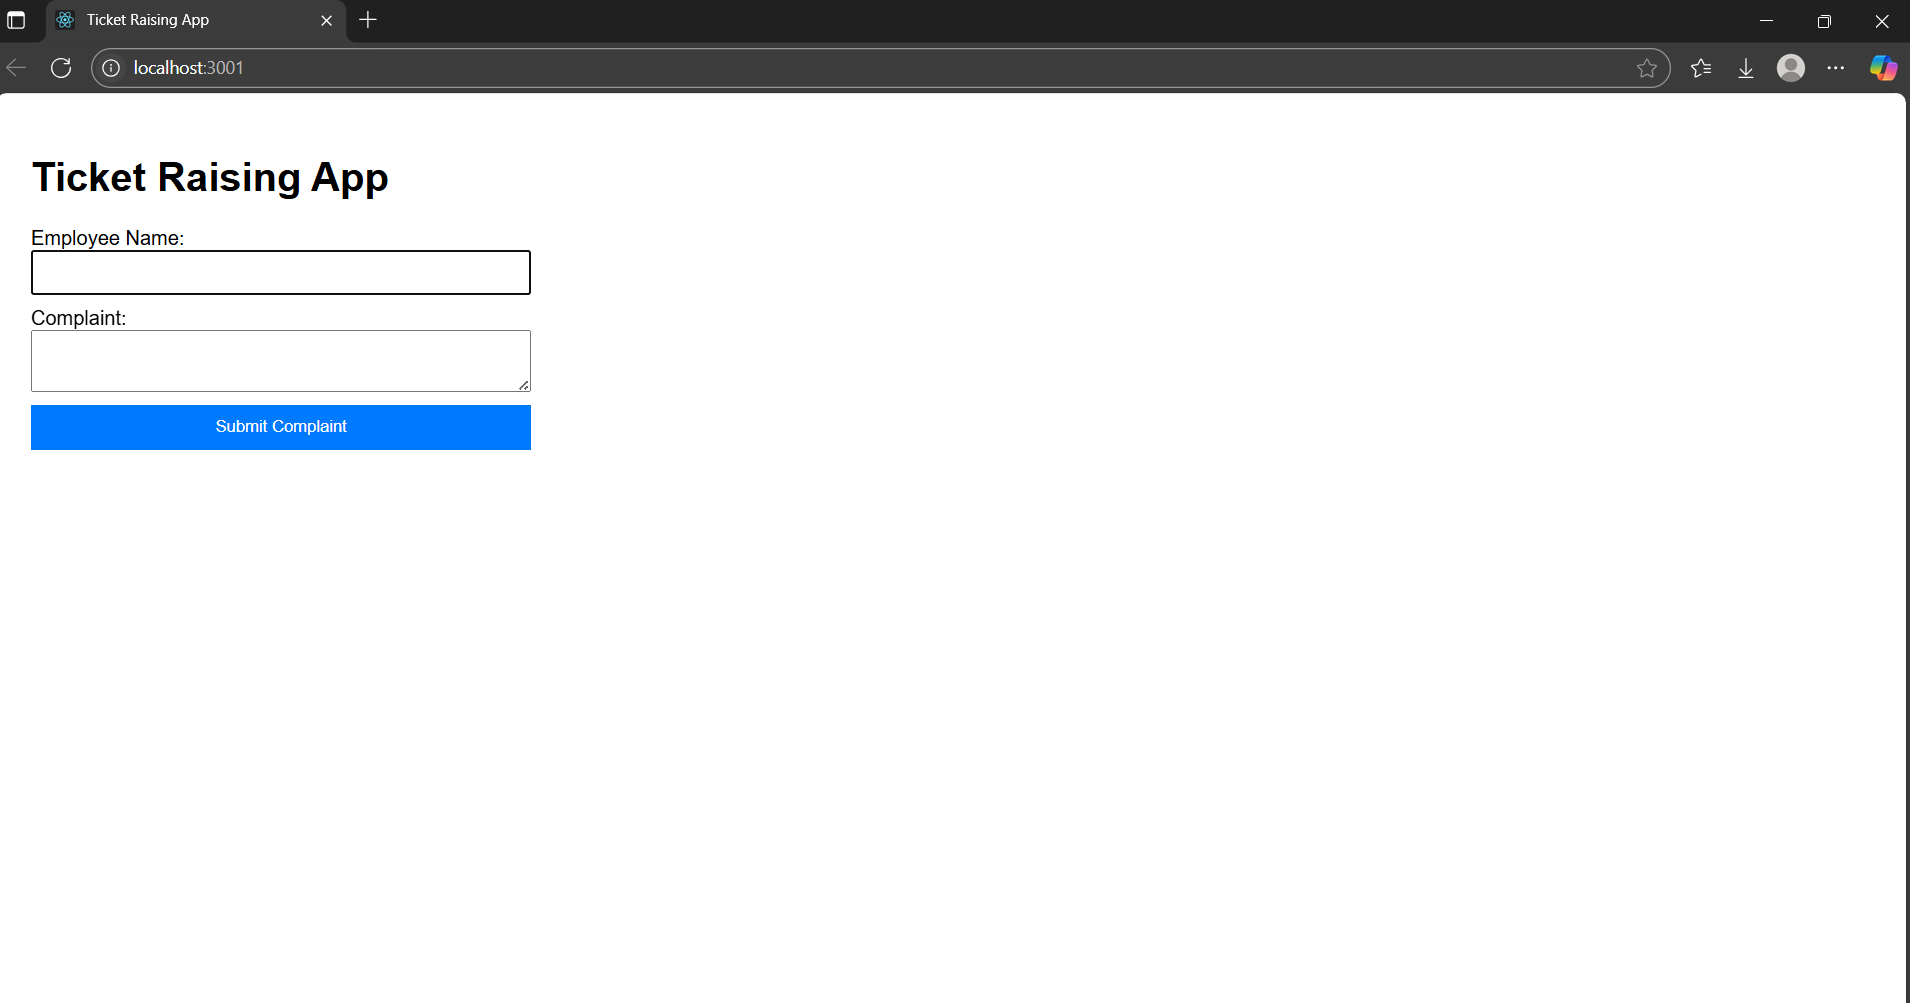 Ticket Raising App
localhost:3001
Ticket Raising App
Employee Name:
Complaint:
Submit Complaint